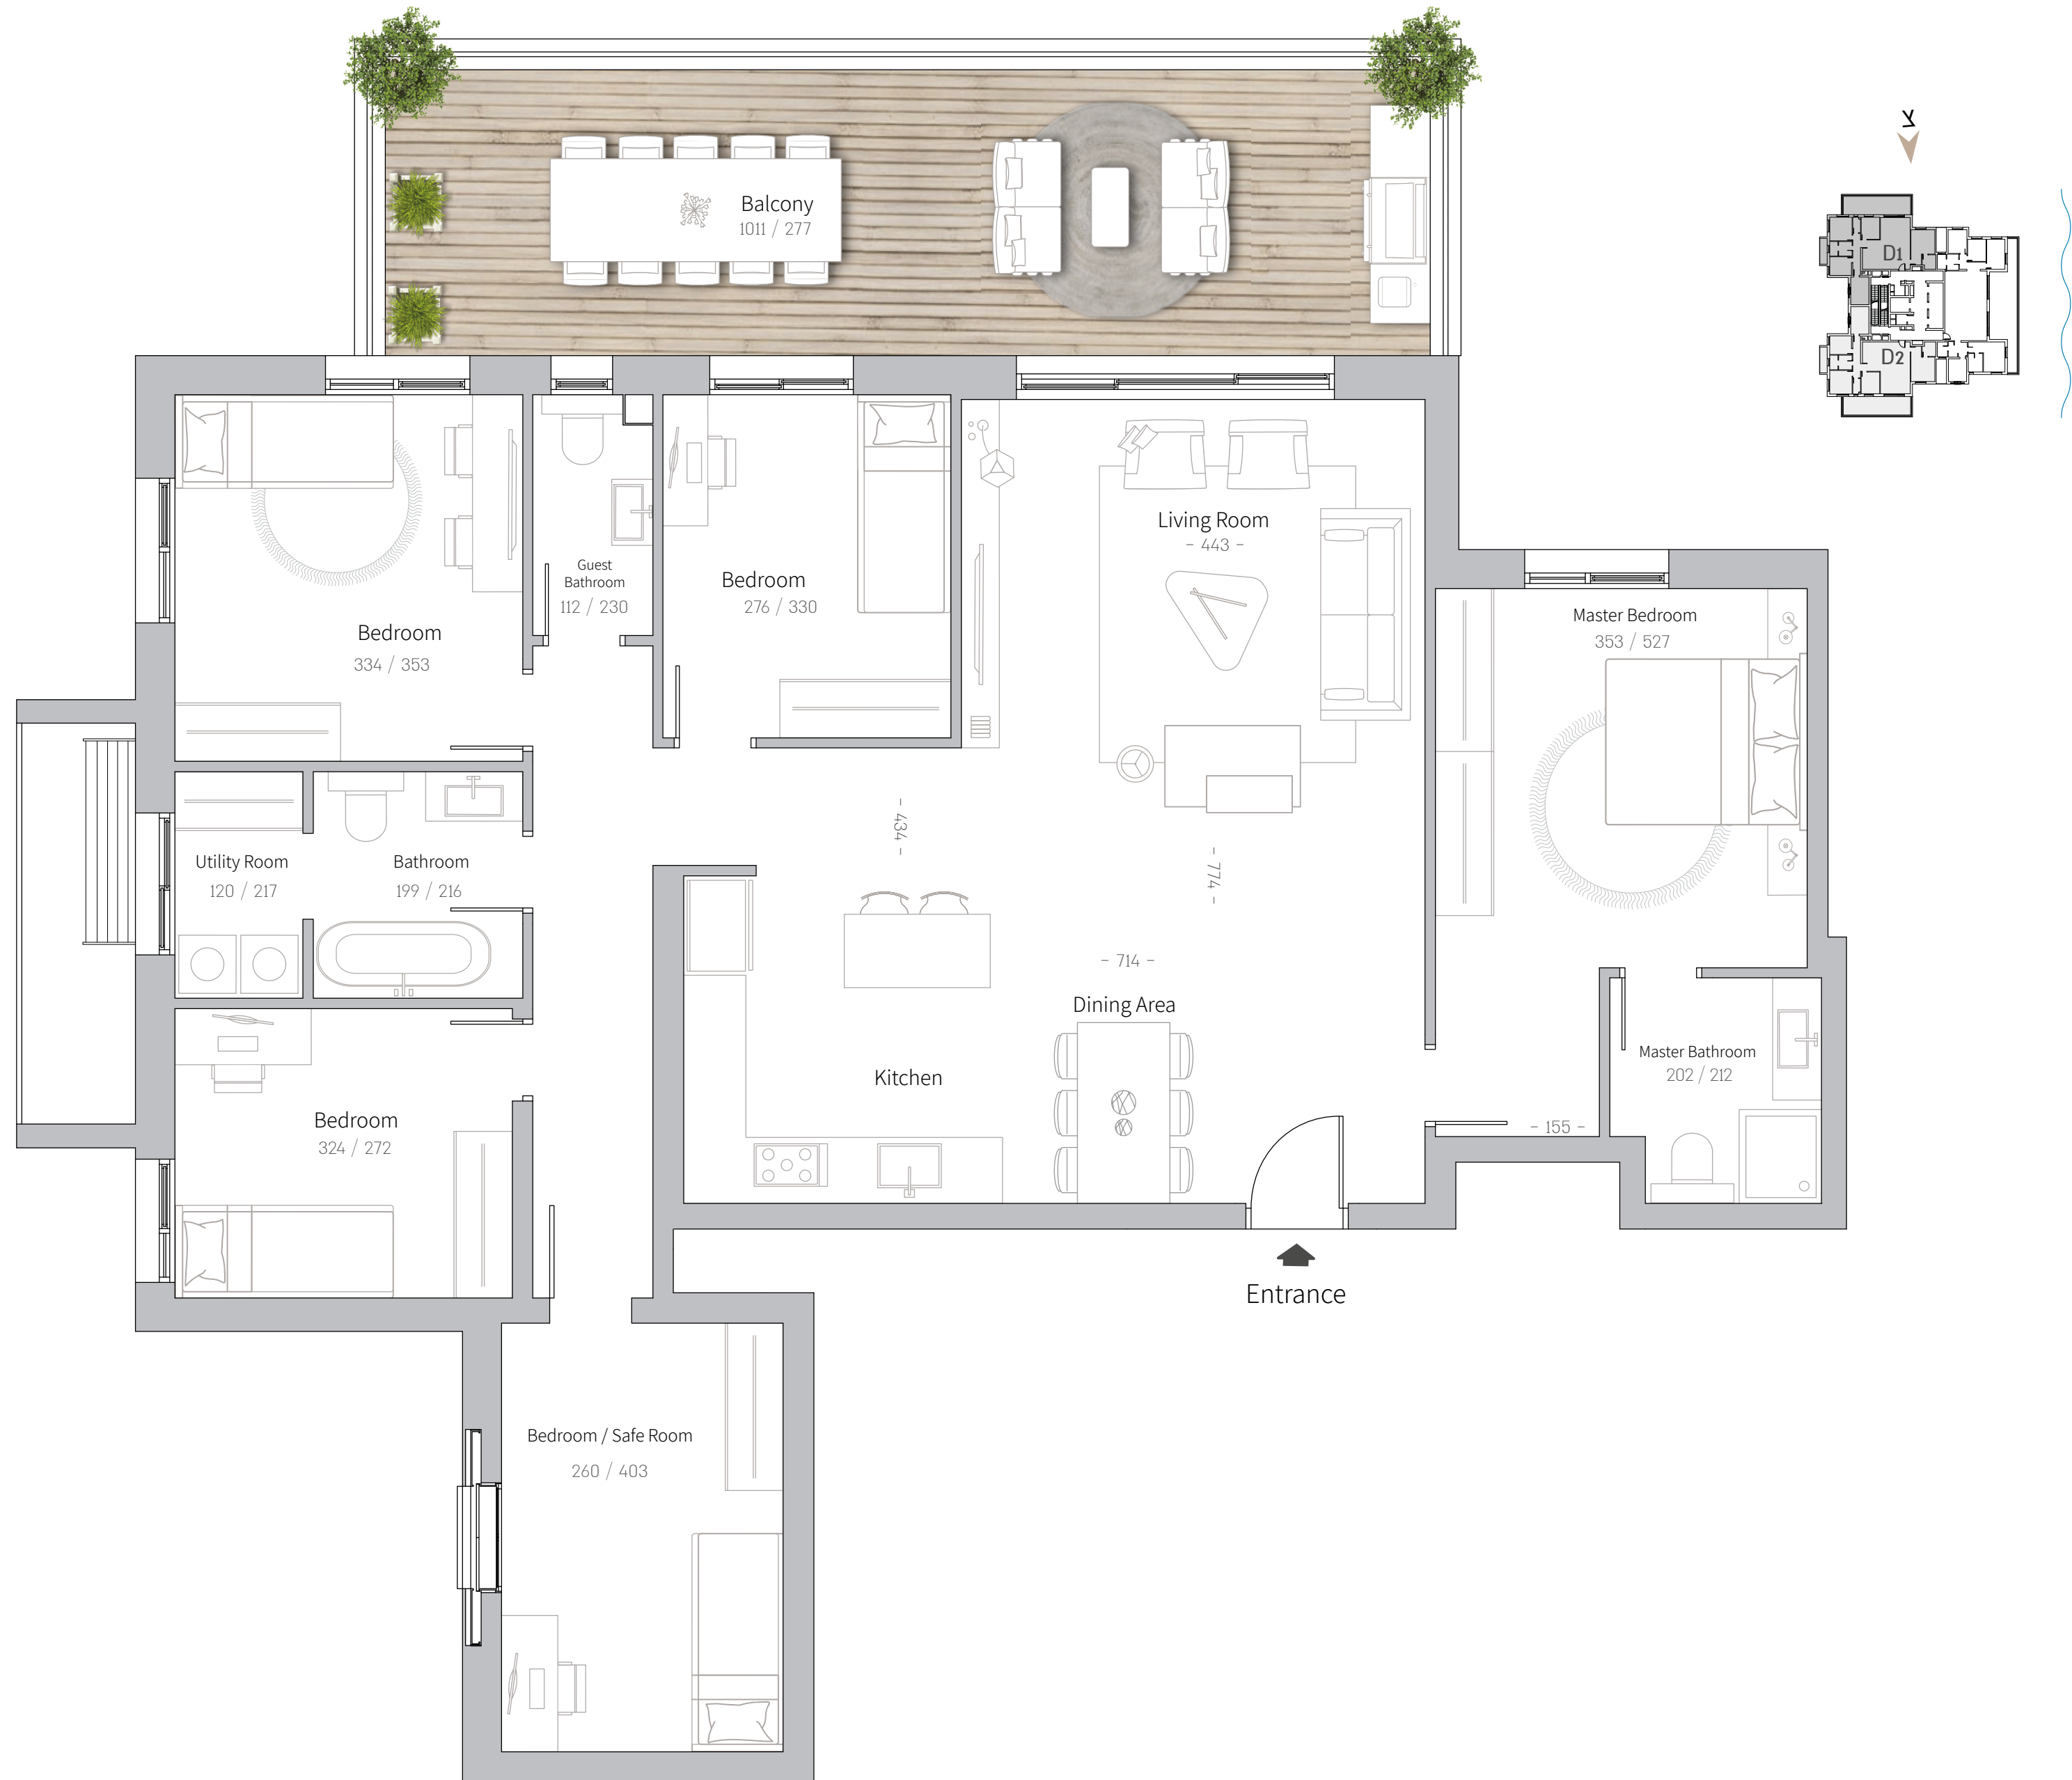 Balcony
1011 / 277
צ
D1
D2
Living Room
- 443 -
Guest
Bathroom
112 / 230
Bedroom
276 / 330
Bedroom
334 / 353
Master Bedroom
353 / 527
- 434 -
- 774 -
Utility Room
120 / 217
Bathroom
199 / 216
- 714 -
Dining Area
Kitchen
Master Bathroom
202 / 212
Bedroom
324 / 272
- 155 -
Entrance
Bedroom / Safe Room
260 / 403